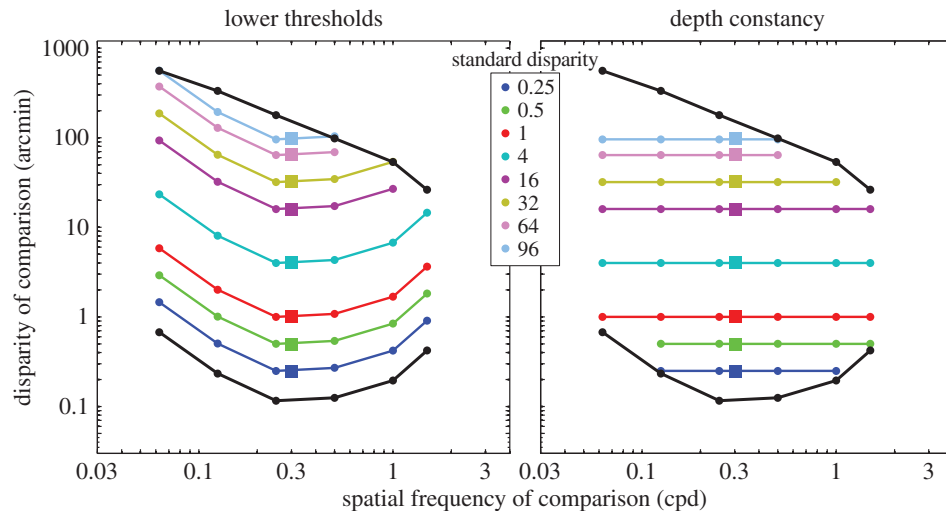 lower thresholds
depth constancy
disparity of comparison (arcmin)
1000
100
10
1
0.1
standard disparity
0.25
0.5
1
4
16
32
64
96
0.03 0.1 0.3 1 3
0.03 0.1 0.3 1 3
spatial frequency of comparison (cpd)